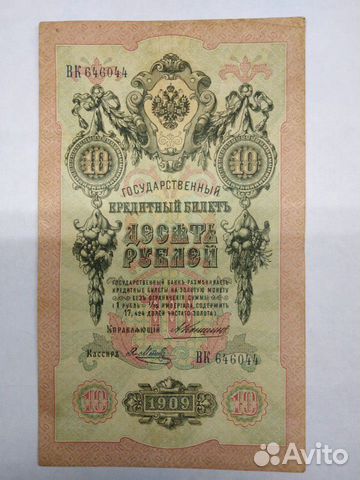 ВК 646044
10 10
ГОСУДАРСТВЕННЫЙ
КРЕДИТНЫЙ БИЛЕТЪ
ДЕСЯТЬ
РУБЛЕЙ
ГОСУДАРСТВЕННЫЙ БАНКЪ РАЗМѢНИВАЕТЪ
КРЕДИТНЫЕ БИЛЕТЫ НА ЗОЛОТУЮ МОНЕТУ
БЕЗЪ ОГРАНИЧЕНІЯ СУММЫ
(1 РУБЛЬ = 1/15 ИМПЕРІАЛА, СОДЕРЖИТЪ
17,424 ДОЛЕЙ ЧИСТАГО ЗОЛОТА).
УПРАВЛЯЮЩІЙ
Кассиръ
ВК 646044
10 1909 10
Avito